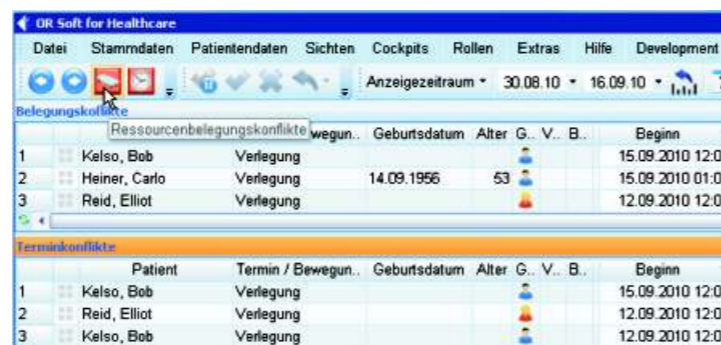 OR Soft for Healthcare
Datei Stammdaten Patientendaten Sichten Cockpits Rollen Extras Hilfe Development
Anzeigezeitraum 30.08.10 16.09.10
Belegungskoflikte
Ressourcenbelegungskonflikte wegun.. Geburtsdatum Alter G.. V.. B.. Beginn
1 Kelso, Bob Verlegung 15.09.2010 12:0
2 Heiner, Carlo Verlegung 14.09.1956 53 15.09.2010 01:0
3 Reid, Elliot Verlegung 12.09.2010 12:0
Terminkonflikte
Patient Termin / Bewegun.. Geburtsdatum Alter G.. V.. B.. Beginn
1 Kelso, Bob Verlegung 15.09.2010 12:0
2 Reid, Elliot Verlegung 12.09.2010 12:0
3 Kelso, Bob Verlegung 12.09.2010 12:0